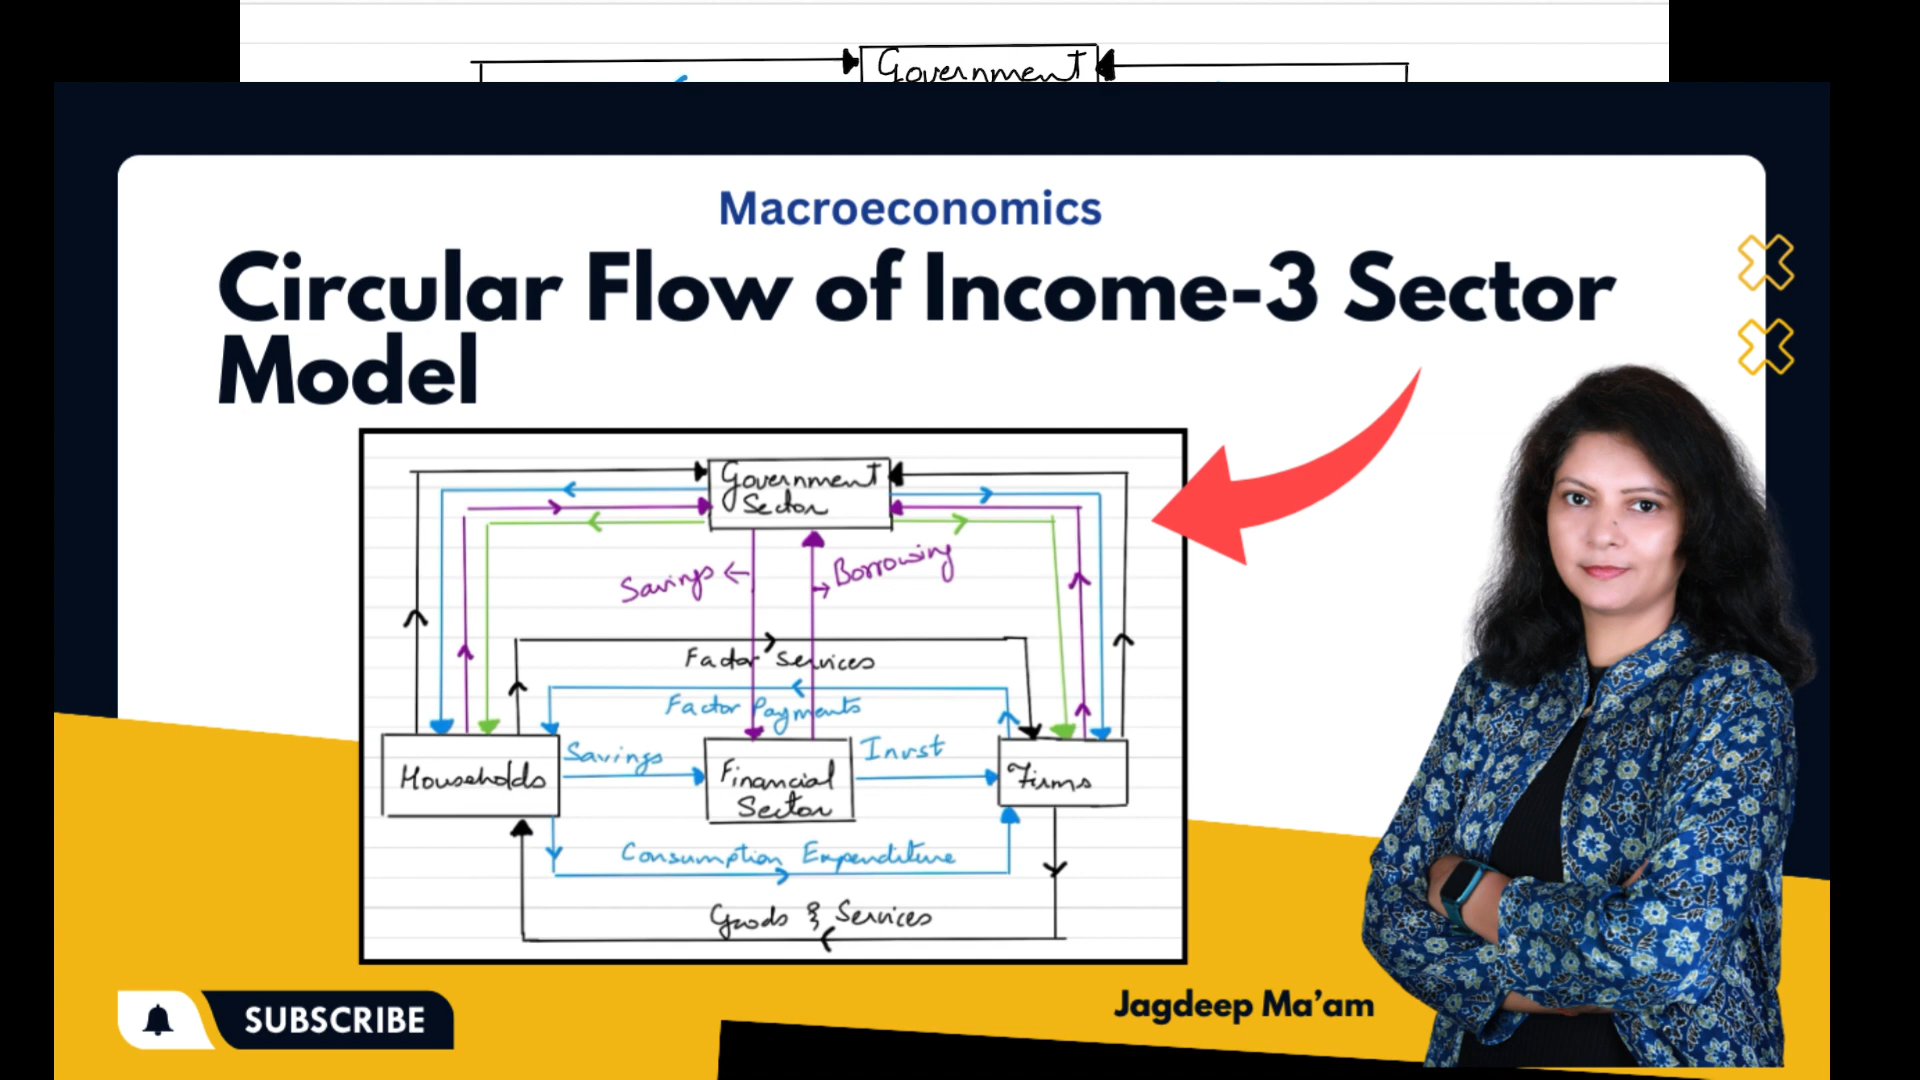 Government
Macroeconomics
Circular Flow of Income-3 Sector
Model
Government
Sector
Savings
Borrowing
Factor Services
Factor Payments
Savings
Invst
Households
Financial
Sector
Firms
Consumption Expenditure
Goods & Services
Jagdeep Ma'am
SUBSCRIBE